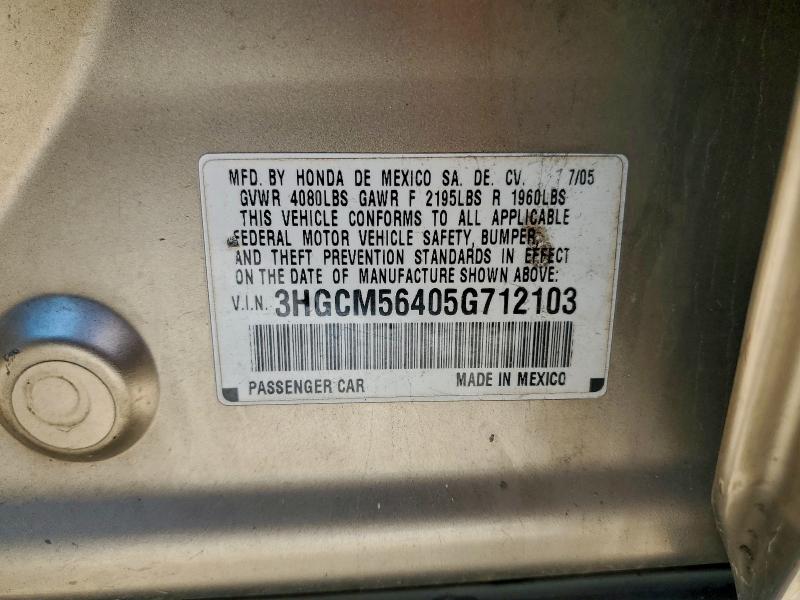 MFD. BY HONDA DE MEXICO SA. DE. CV. 7/05
GVWR 4080LBS GAWR F 2195LBS R 1960LBS
THIS VEHICLE CONFORMS TO ALL APPLICABLE
FEDERAL MOTOR VEHICLE SAFETY, BUMPER,
AND THEFT PREVENTION STANDARDS IN EFFECT
ON THE DATE OF MANUFACTURE SHOWN ABOVE:
V.I.N. 3HGCM56405G712103
PASSENGER CAR MADE IN MEXICO